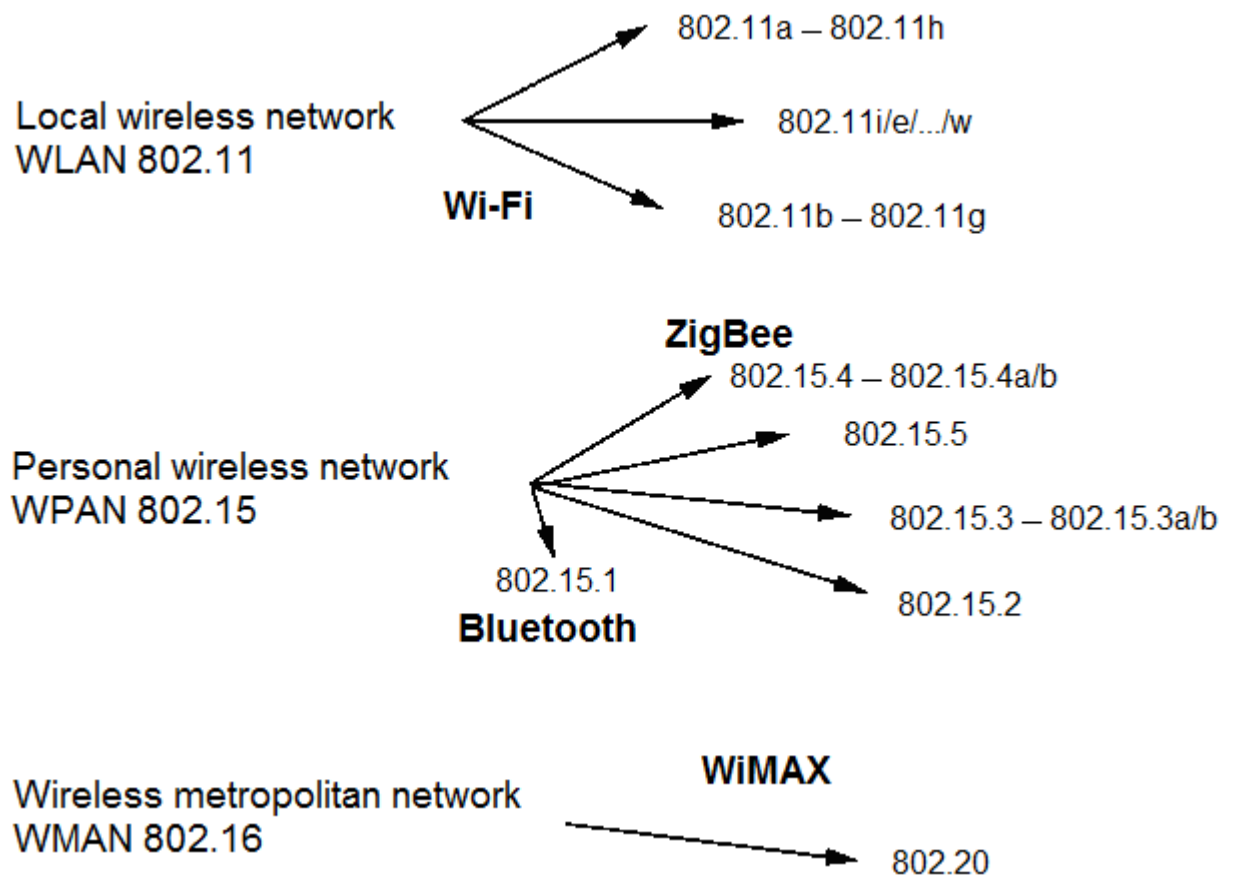 802.11a – 802.11h
Local wireless network
WLAN 802.11
802.11i/e/.../w
Wi-Fi
802.11b – 802.11g
ZigBee
802.15.4 – 802.15.4a/b
802.15.5
Personal wireless network
WPAN 802.15
802.15.3 – 802.15.3a/b
802.15.1
802.15.2
Bluetooth
WiMAX
Wireless metropolitan network
WMAN 802.16
802.20